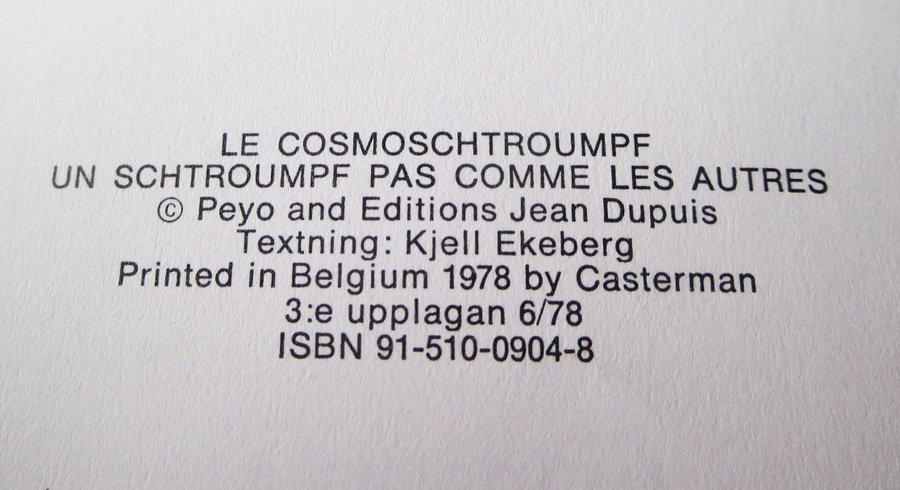 LE COSMOSCHTROUMPF
UN SCHTROUMPF PAS COMME LES AUTRES
© Peyo and Editions Jean Dupuis
Textning: Kjell Ekeberg
Printed in Belgium 1978 by Casterman
3:e upplagan 6/78
ISBN 91-510-0904-8